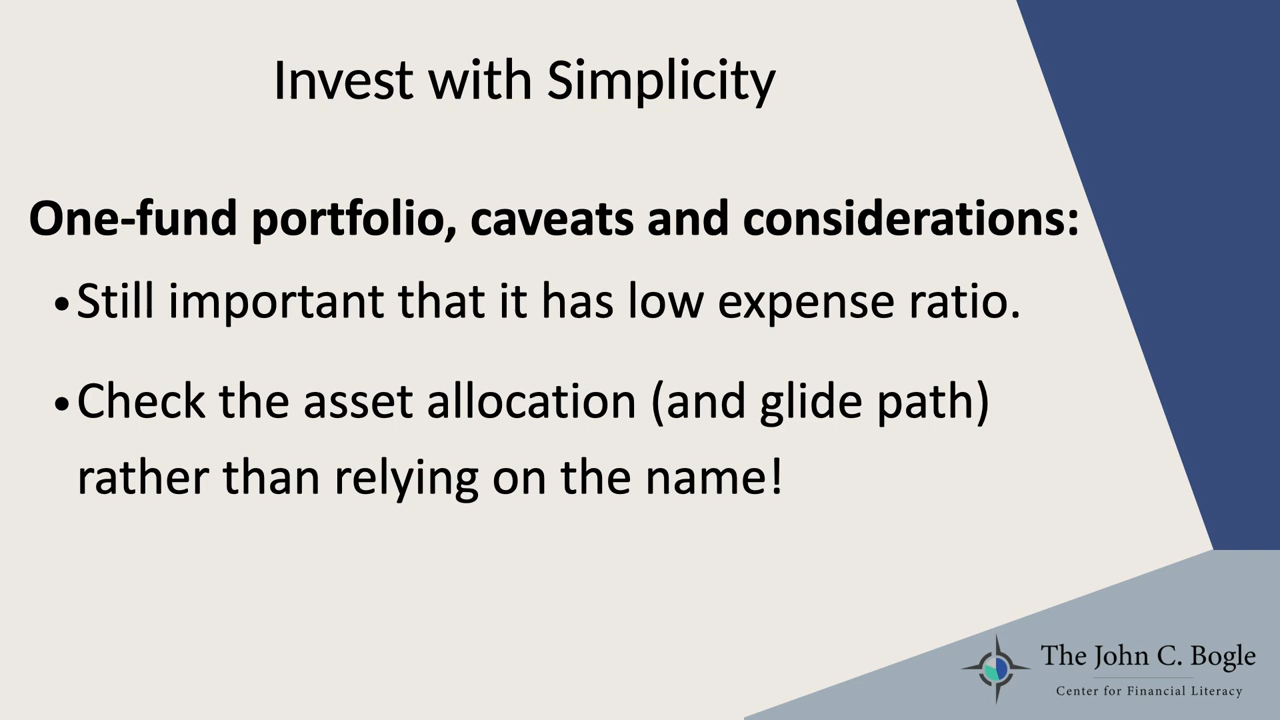 Invest with Simplicity
One-fund portfolio, caveats and considerations:
•Still important that it has low expense ratio.
•Check the asset allocation (and glide path)
rather than relying on the name!
The John C. Bogle
Center for Financial Literacy